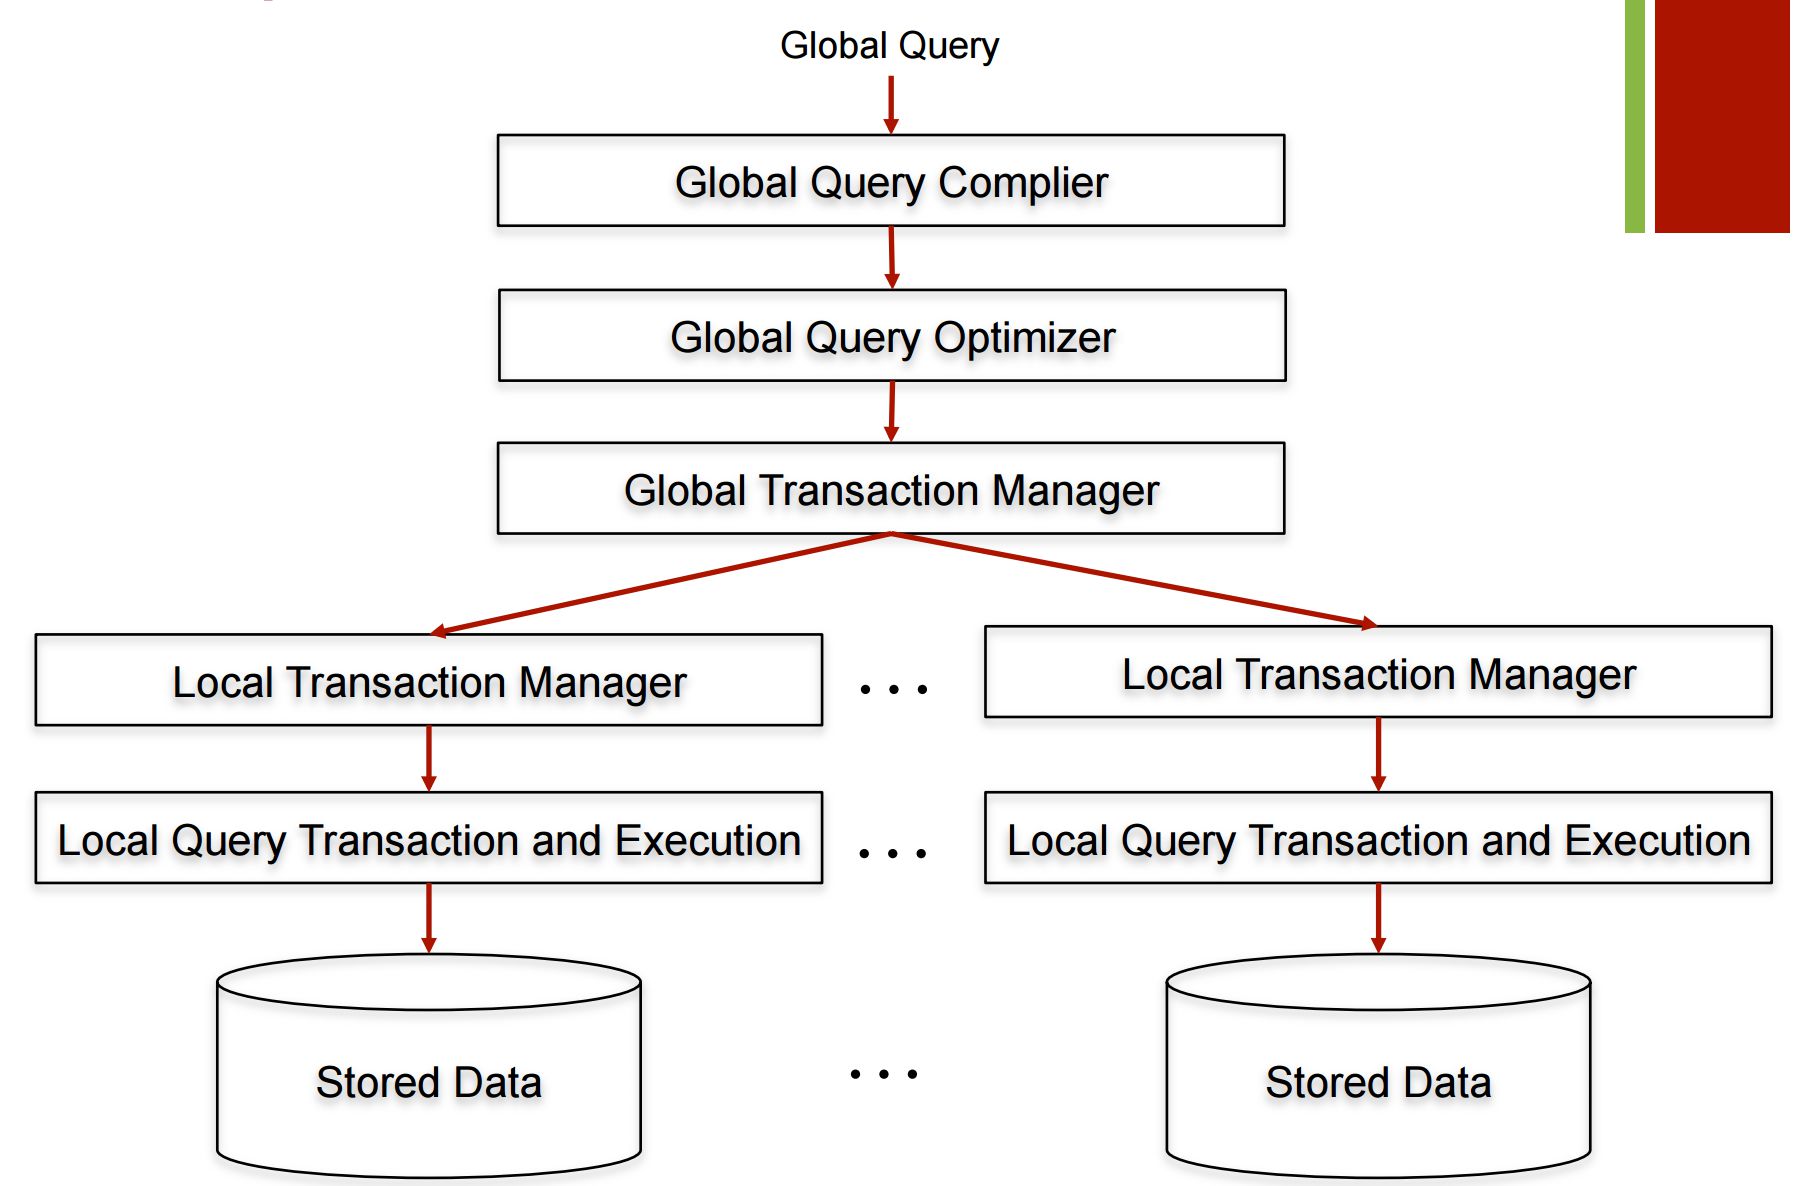 Global Query
Global Query Complier
Global Query Optimizer
Global Transaction Manager
Local Transaction Manager
...
Local Transaction Manager
Local Query Transaction and Execution
...
Local Query Transaction and Execution
Stored Data
...
Stored Data